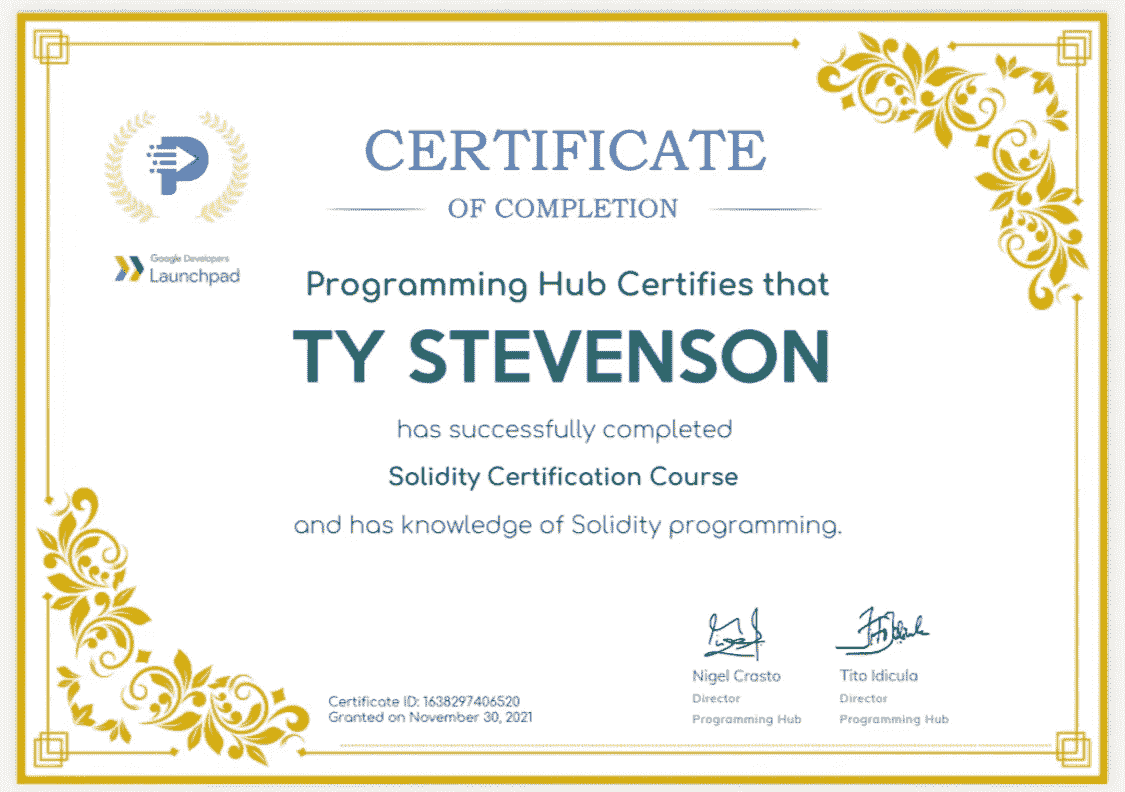 CERTIFICATE
OF COMPLETION
Google Developers
Launchpad
Programming Hub Certifies that
TY STEVENSON
has successfully completed
Solidity Certification Course
and has knowledge of Solidity programming.
Nigel Crasto
Director
Programming Hub
Tito Idicula
Director
Programming Hub
Certificate ID: 1638297406520
Granted on November 30, 2021